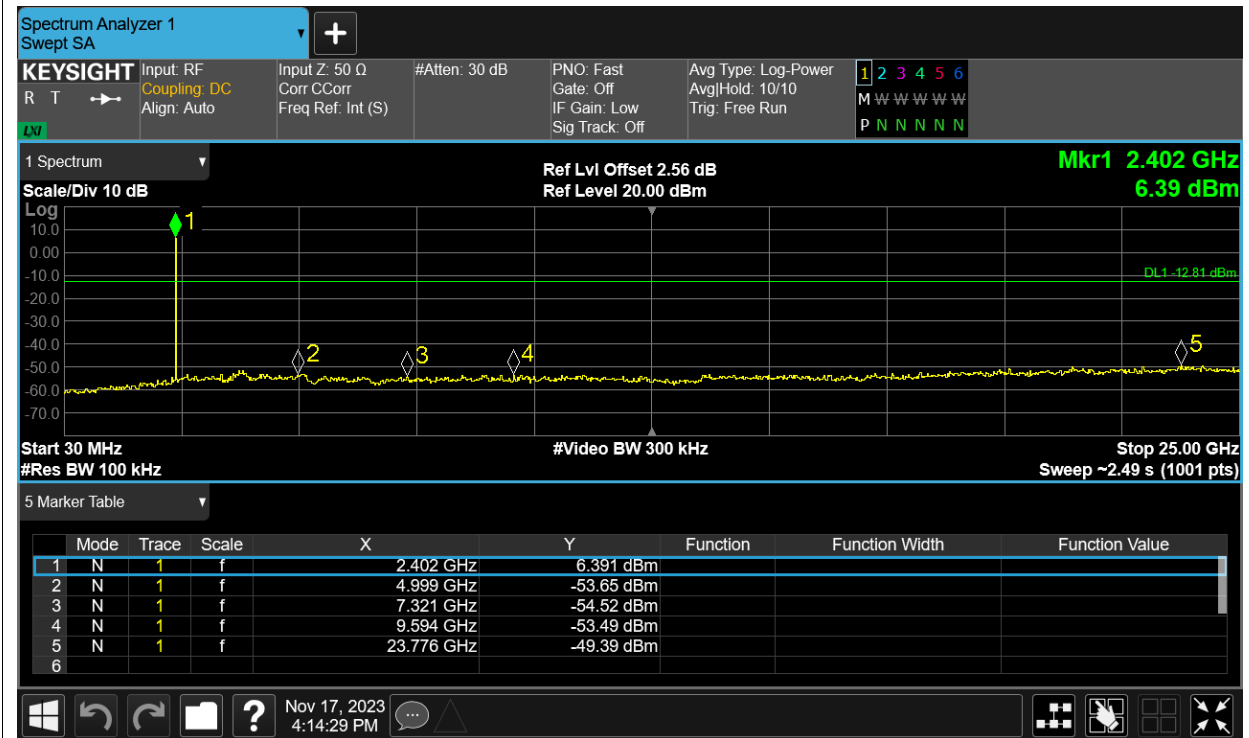 Spectrum Analyzer 1
Swept SA
+
KEYSIGHT Input: RF Input Z: 50 Ω #Atten: 30 dB PNO: Fast Avg Type: Log-Power 1 2 3 4 5 6
R T Coupling: DC Corr CCorr Gate: Off Avg|Hold: 10/10 M W W W W W
Align: Auto Freq Ref: Int (S) IF Gain: Low Trig: Free Run
LXI Sig Track: Off P N N N N N
1 Spectrum Ref Lvl Offset 2.56 dB Mkr1 2.402 GHz
Scale/Div 10 dB Ref Level 20.00 dBm 6.39 dBm
Log
1
10.0
0.00
-10.0 DL1 -12.81 dBm
-20.0
-30.0
-40.0
2 3 4 5
-50.0
-60.0
-70.0
Start 30 MHz #Video BW 300 kHz Stop 25.00 GHz
#Res BW 100 kHz Sweep ~2.49 s (1001 pts)
5 Marker Table
Mode Trace Scale X Y Function Function Width Function Value
1 N 1 f 2.402 GHz 6.391 dBm
2 N 1 f 4.999 GHz -53.65 dBm
3 N 1 f 7.321 GHz -54.52 dBm
4 N 1 f 9.594 GHz -53.49 dBm
5 N 1 f 23.776 GHz -49.39 dBm
6
? Nov 17, 2023
4:14:29 PM